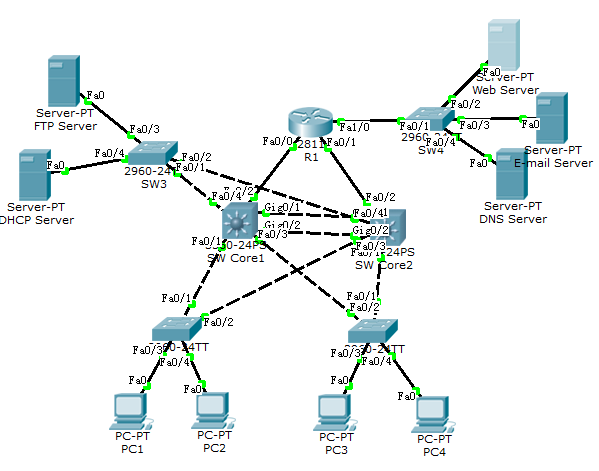 Fa0
Server-PT
Web Server
Fa0
Server-PT
FTP Server
Fa0/2
Fa1/0
Fa0/1
Fa0/3
Fa0
Fa0/3
Fa0/4
SW4
Server-PT
E-mail Server
Fa0/0
Fa0/1
R1
Fa0/4
Fa0/2
Fa0
Fa0/1
SW3
Fa0
Server-PT
DHCP Server
Server-PT
DNS Server
Fa0/2
Fa0/4
Gig0/1
Fa0/4
Gig0/2
Gig0/2
Fa0/1
Fa0/3
Fa0/3
SW Core1
24PS
SW Core2
Fa0/1
Fa0/2
Fa0/1
Fa0/2
Fa0/3
Fa0/4
Fa0/3
Fa0/4
Fa0
Fa0
Fa0
Fa0
PC-PT
PC1
PC-PT
PC2
PC-PT
PC3
PC-PT
PC4